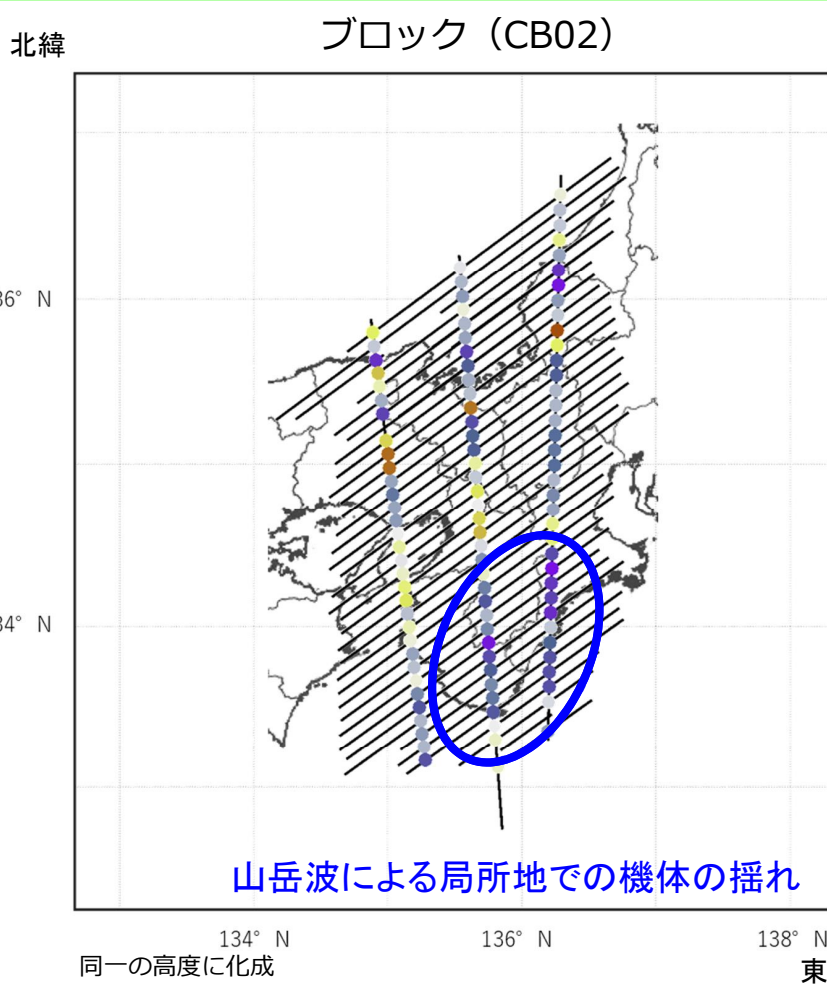 ブロック（CB02）
北緯
36° N
34° N
山岳波による局所地での機体の揺れ
134° N
136° N
138° N
同一の高度に化成
東